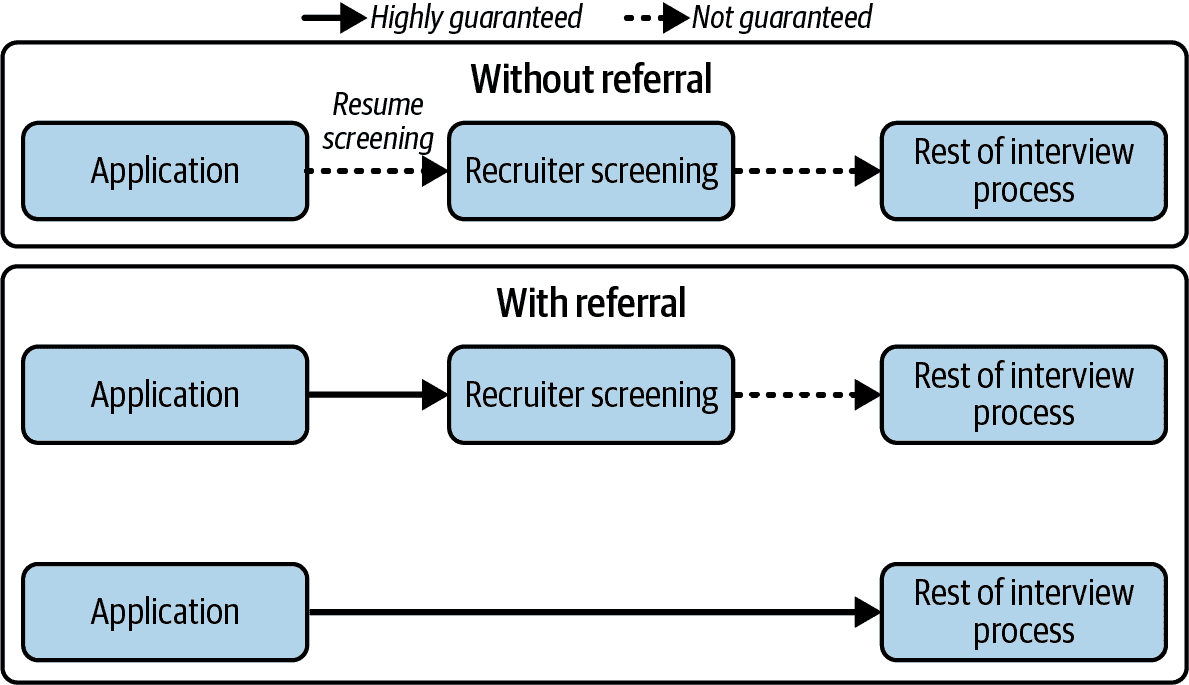 Highly guaranteed
Not guaranteed
Without referral
Resume
screening
Application
Recruiter screening
Rest of interview
process
With referral
Application
Recruiter screening
Rest of interview
process
Application
Rest of interview
process